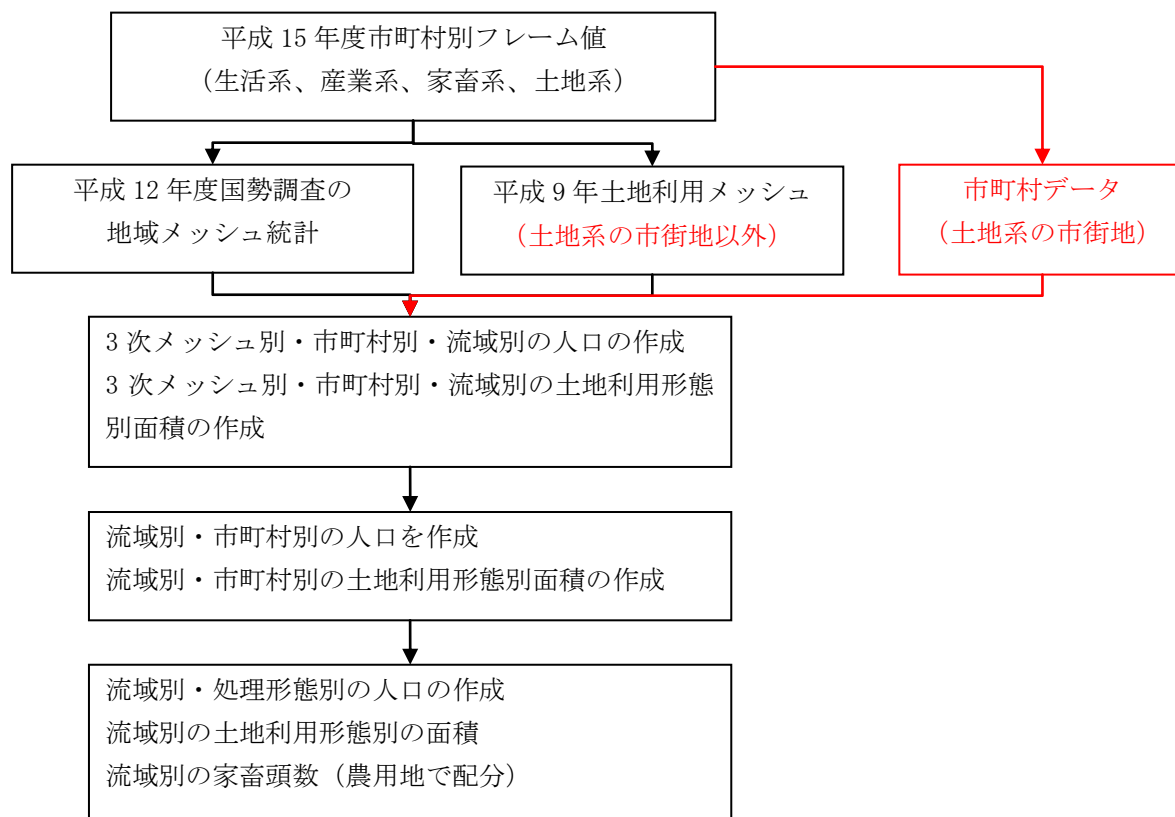 平成 15 年度市町村別フレーム値
（生活系、産業系、家畜系、土地系）
平成 12 年度国勢調査の
地域メッシュ統計
平成 9 年土地利用メッシュ
（土地系の市街地以外）
市町村データ
（土地系の市街地）
3 次メッシュ別・市町村別・流域別の人口の作成
3 次メッシュ別・市町村別・流域別の土地利用形態
別面積の作成
流域別・市町村別の人口を作成
流域別・市町村別の土地利用形態別面積の作成
流域別・処理形態別の人口の作成
流域別の土地利用形態別の面積
流域別の家畜頭数（農用地で配分）